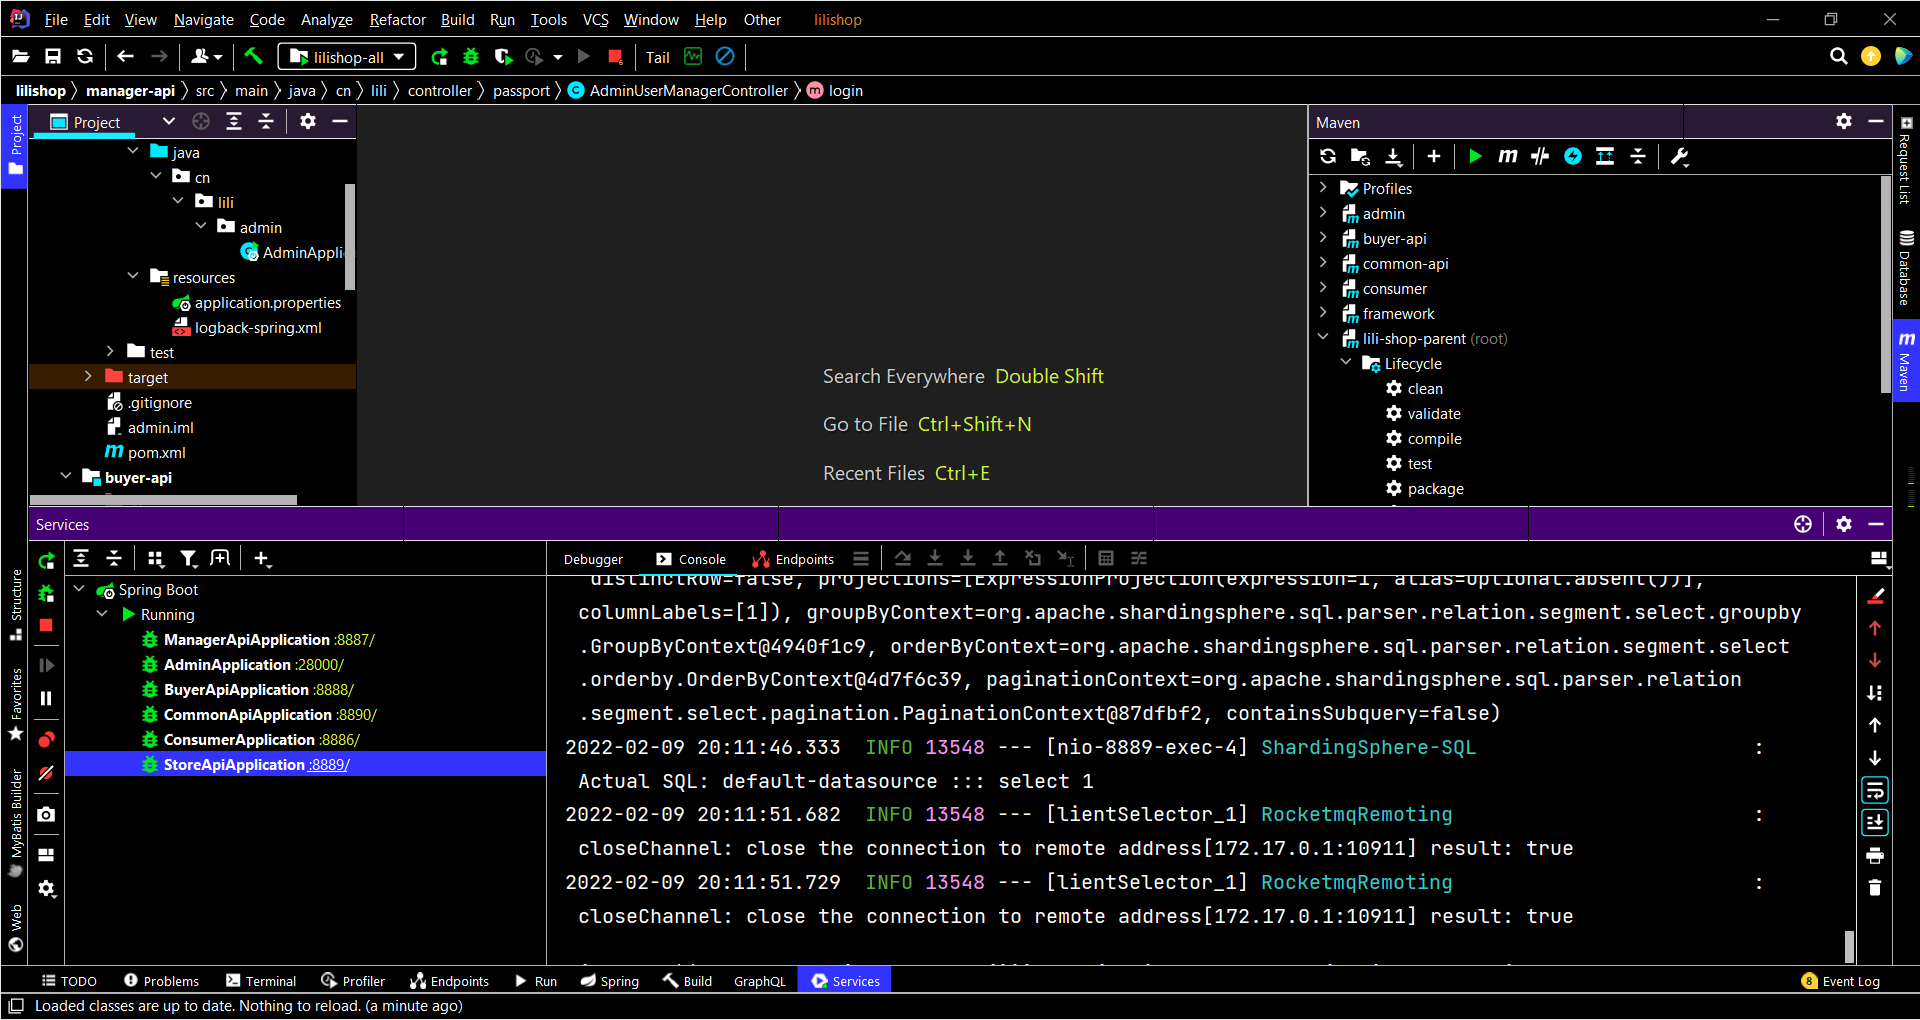 File Edit View Navigate Code Analyze Refactor Build Run Tools VCS Window Help Other lilishop
lilishop-all Tail
lilishop manager-api src main java cn lili controller passport AdminUserManagerController login
Project
Request List
Database
Maven
Structure
Favorites
MyBatis Builder
Web
Project
java
cn
lili
admin
AdminAppli
resources
application.properties
logback-spring.xml
test
target
.gitignore
admin.iml
pom.xml
buyer-api
Search Everywhere Double Shift
Go to File Ctrl+Shift+N
Recent Files Ctrl+E
Maven
Profiles
admin
buyer-api
common-api
consumer
framework
lili-shop-parent (root)
Lifecycle
clean
validate
compile
test
package
Services
Debugger Console Endpoints
Spring Boot
Running
ManagerApiApplication :8887/
AdminApplication :28000/
BuyerApiApplication :8888/
CommonApiApplication :8890/
ConsumerApplication :8886/
StoreApiApplication :8889/
distinctRow=false, projections=[ExpressionProjection(expression=1, alias=Optional.absent())],
columnLabels=[1]), groupByContext=org.apache.shardingsphere.sql.parser.relation.segment.select.groupby
.GroupByContext@4940f1c9, orderByContext=org.apache.shardingsphere.sql.parser.relation.segment.select
.orderby.OrderByContext@4d7f6c39, paginationContext=org.apache.shardingsphere.sql.parser.relation
.segment.select.pagination.PaginationContext@87dfbf2, containsSubquery=false)
2022-02-09 20:11:46.333 INFO 13548 --- [nio-8889-exec-4] ShardingSphere-SQL :
Actual SQL: default-datasource ::: select 1
2022-02-09 20:11:51.682 INFO 13548 --- [lientSelector_1] RocketmqRemoting :
closeChannel: close the connection to remote address[172.17.0.1:10911] result: true
2022-02-09 20:11:51.729 INFO 13548 --- [lientSelector_1] RocketmqRemoting :
closeChannel: close the connection to remote address[172.17.0.1:10911] result: true
TODO Problems Terminal Profiler Endpoints Run Spring Build GraphQL Services 8 Event Log
Loaded classes are up to date. Nothing to reload. (a minute ago)